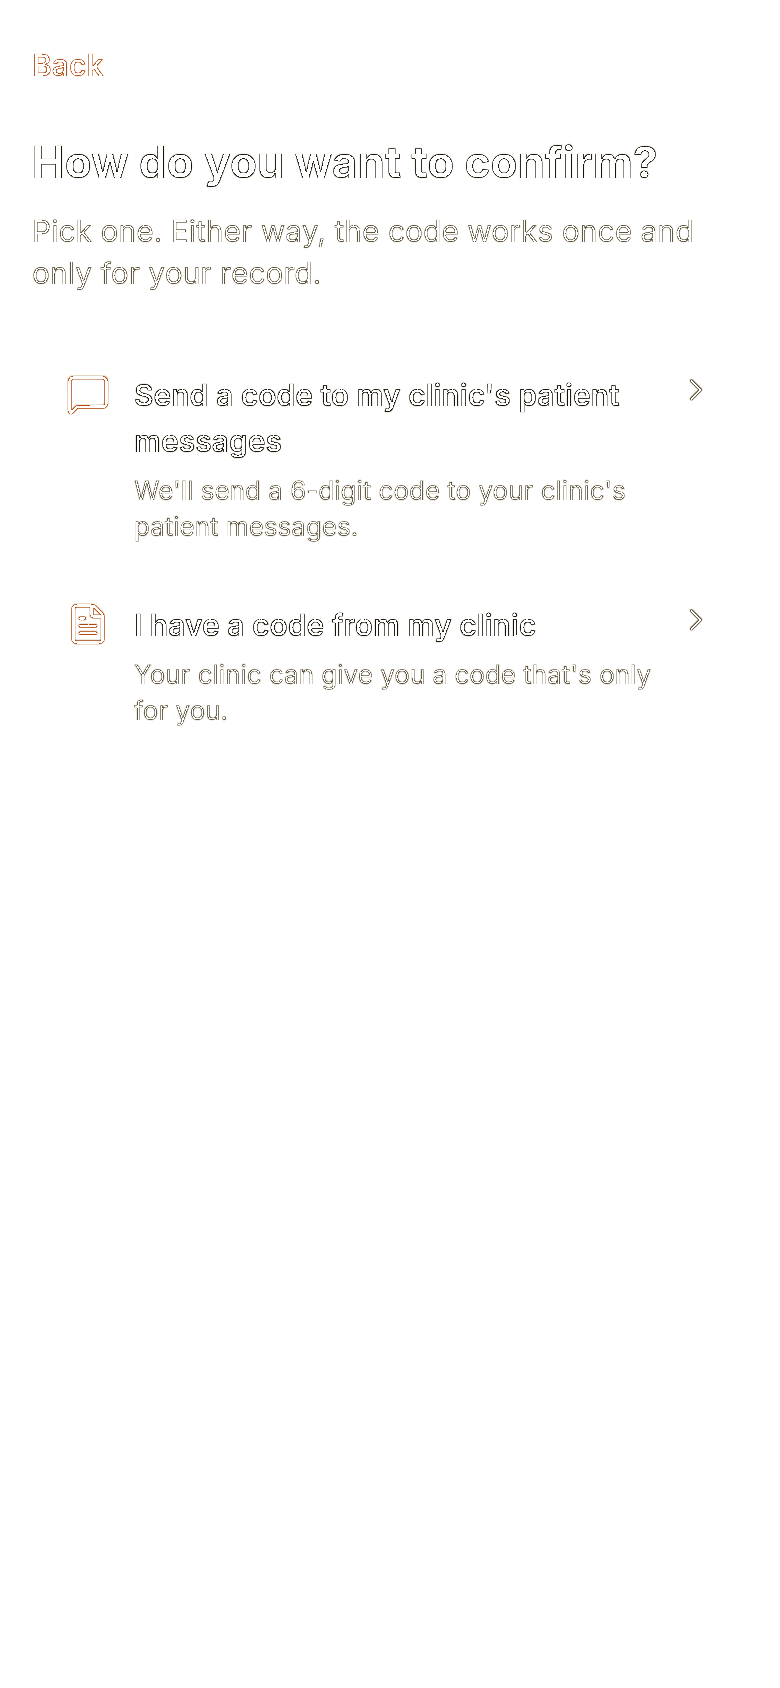 Back
How do you want to confirm?
Pick one. Either way, the code works once and
only for your record.
Send a code to my clinic's patient
messages
We'll send a 6-digit code to your clinic's
patient messages.
I have a code from my clinic
Your clinic can give you a code that's only
for you.